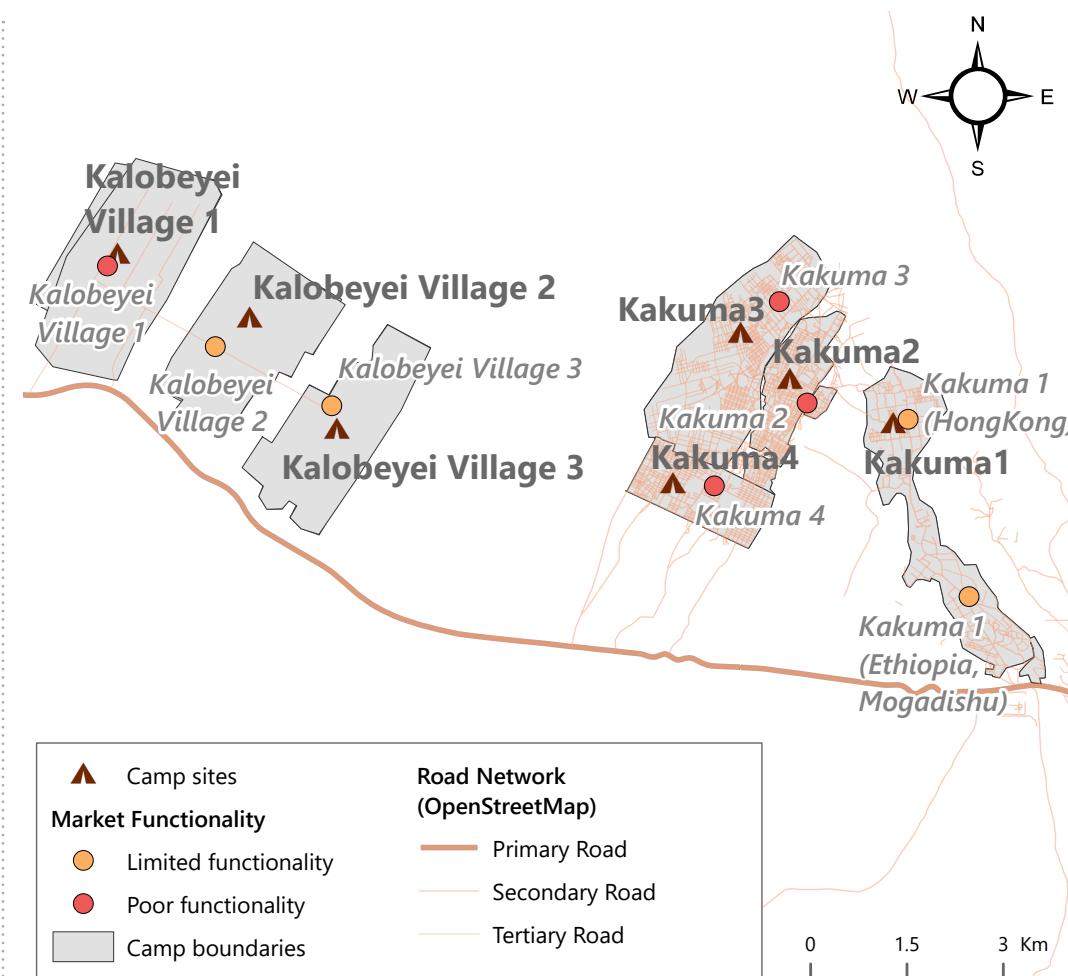 N
W
E
S
Kalobeyei
Village 1
Kalobeyei
Village 1
Kalobeyei Village 2
Kalobeyei
Village 2
Kalobeyei Village 3
Kalobeyei Village 3
Kakuma 3
Kakuma3
Kakuma2
Kakuma 2
Kakuma 1
(HongKong)
Kakuma1
Kakuma4
Kakuma 4
Kakuma 1
(Ethiopia,
Mogadishu)
Camp sites
Market Functionality
Limited functionality
Poor functionality
Camp boundaries
Road Network
(OpenStreetMap)
Primary Road
Secondary Road
Tertiary Road
0 1.5 3 Km